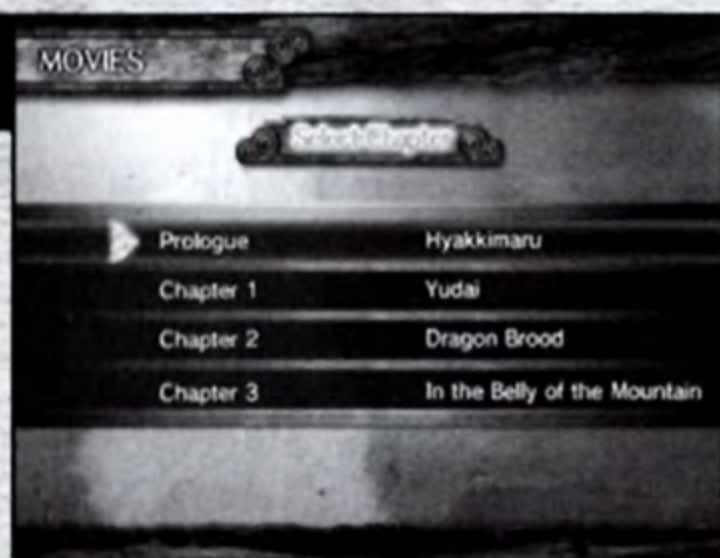 MOVIES
Select Chapter
Prologue Hyakkimaru
Chapter 1 Yudai
Chapter 2 Dragon Brood
Chapter 3 In the Belly of the Mountain